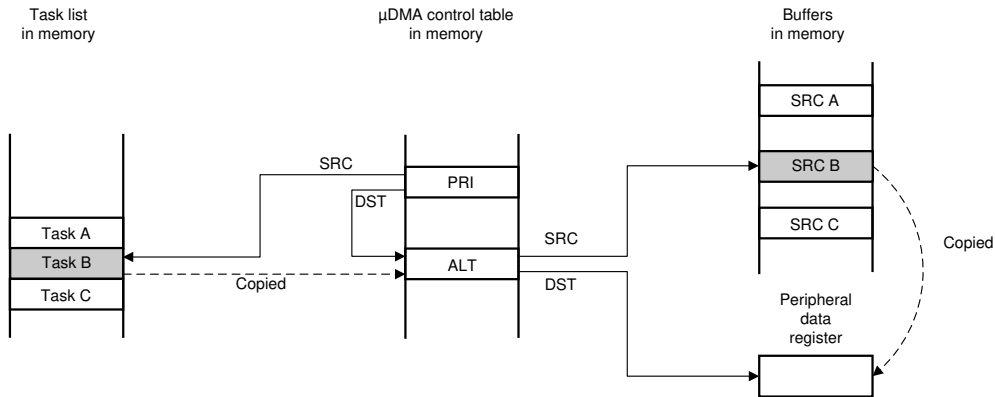 Task list
in memory
µDMA control table
in memory
Buffers
in memory
SRC A
SRC
PRI
SRC B
DST
Task A
SRC C
SRC
Copied
Task B
ALT
Copied
DST
Task C
Peripheral
data
register